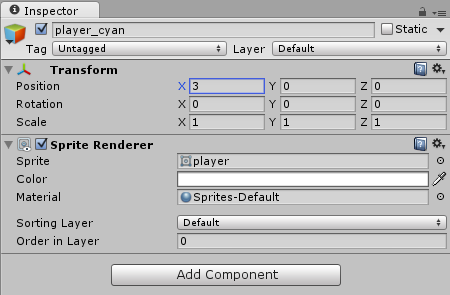 Inspector
player_cyan Static
Tag Untagged Layer Default
Transform
Position X 3 Y 0 Z 0
Rotation X 0 Y 0 Z 0
Scale X 1 Y 1 Z 1
Sprite Renderer
Sprite player
Color
Material Sprites-Default
Sorting Layer Default
Order in Layer 0
Add Component